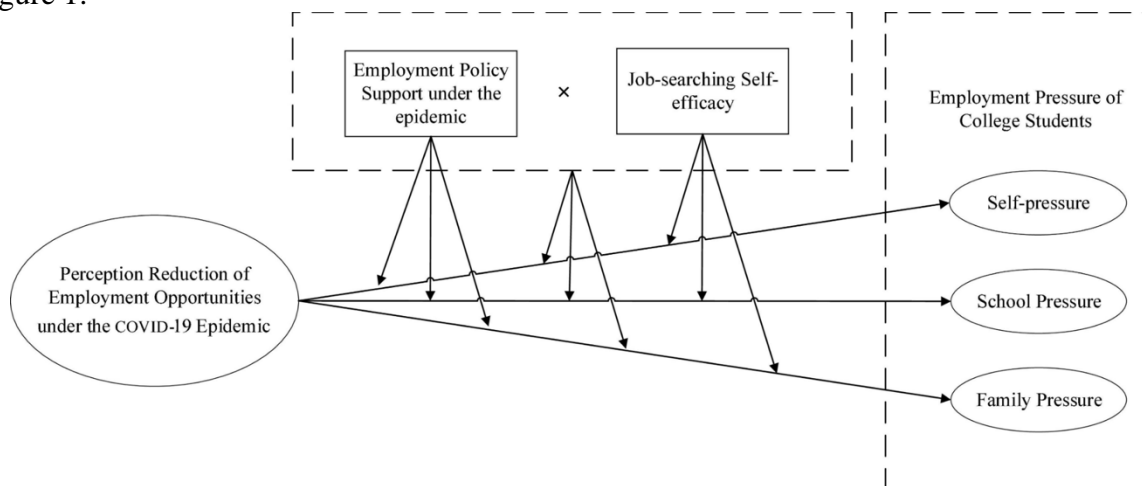 gure 1.
Employment Policy
Support under the
epidemic
×
Job-searching Self-
efficacy
Employment Pressure of
College Students
Self-pressure
Perception Reduction of
Employment Opportunities
under the COVID-19 Epidemic
School Pressure
Family Pressure